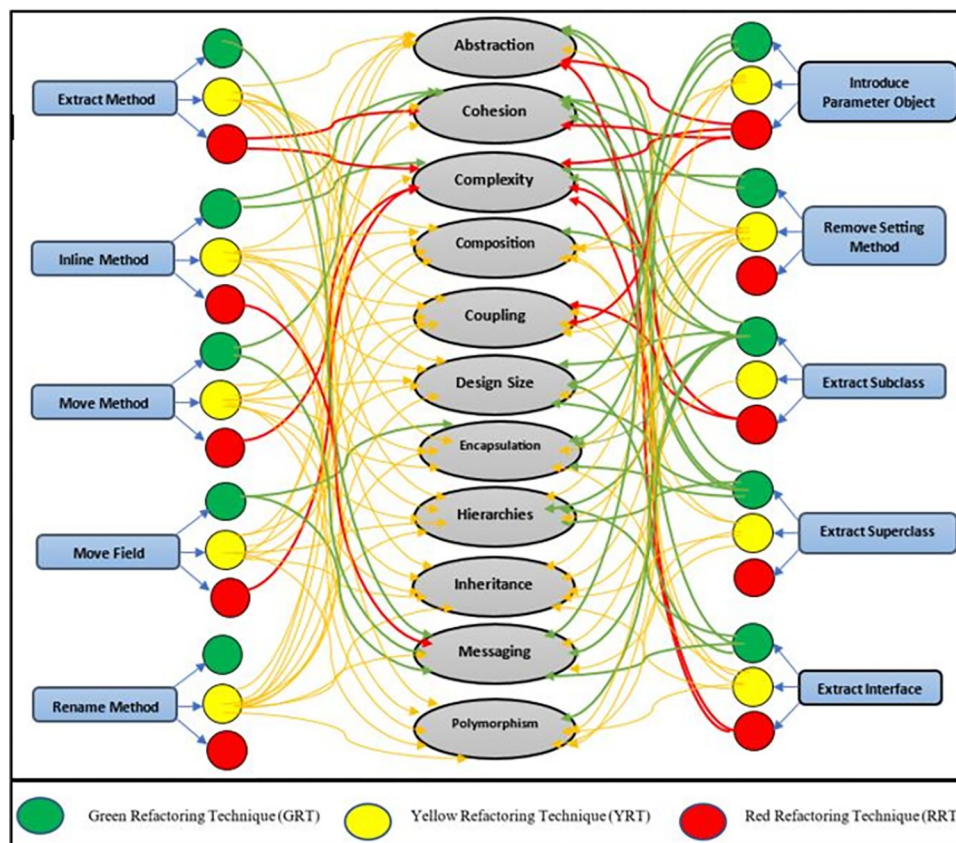 Extract Method
Inline Method
Move Method
Move Field
Rename Method
Abstraction
Cohesion
Complexity
Composition
Coupling
Design Size
Encapsulation
Hierarchies
Inheritance
Messaging
Polymorphism
Introduce
Parameter Object
Remove Setting
Method
Extract Subclass
Extract Superclass
Extract Interface
Green Refactoring Technique (GRT)
Yellow Refactoring Technique (YRT)
Red Refactoring Technique (RRT)